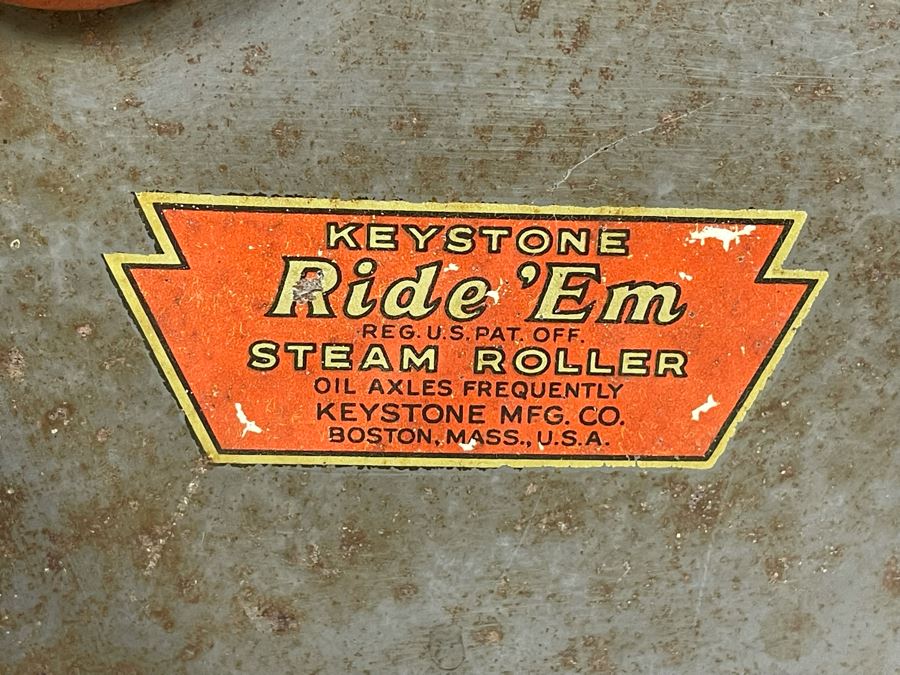 KEYSTONE
Ride 'Em
REG. U.S. PAT. OFF.
STEAM ROLLER
OIL AXLES FREQUENTLY
KEYSTONE MFG. CO.
BOSTON, MASS., U.S.A.